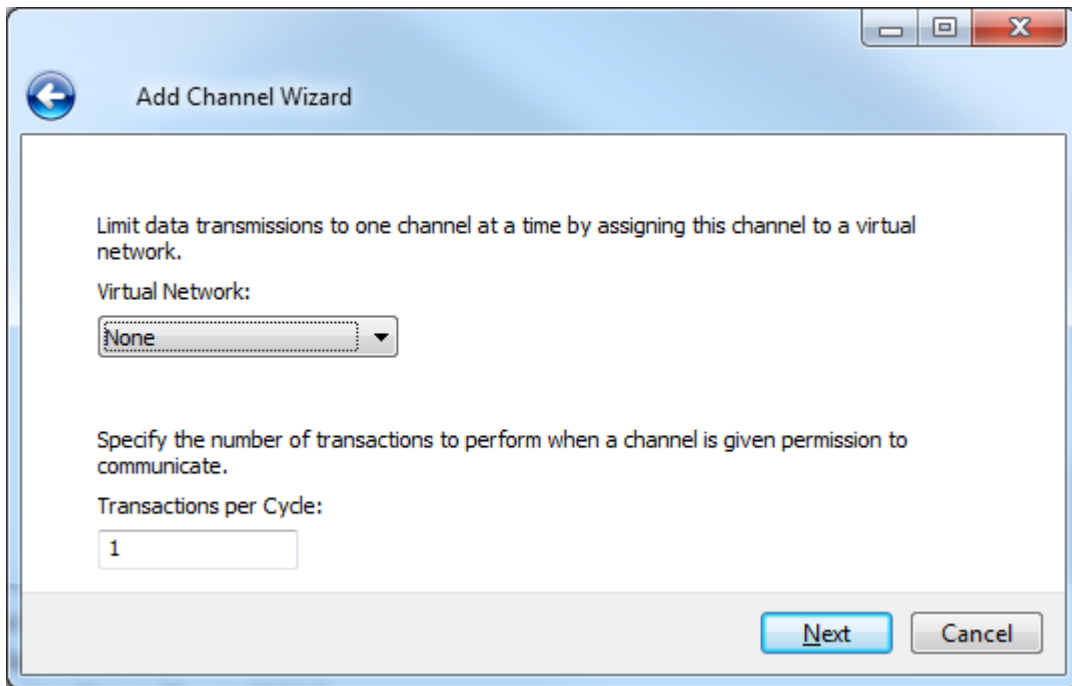 Add Channel Wizard
Limit data transmissions to one channel at a time by assigning this channel to a virtual
network.
Virtual Network:
None
Specify the number of transactions to perform when a channel is given permission to
communicate.
Transactions per Cycle:
1
Next
Cancel